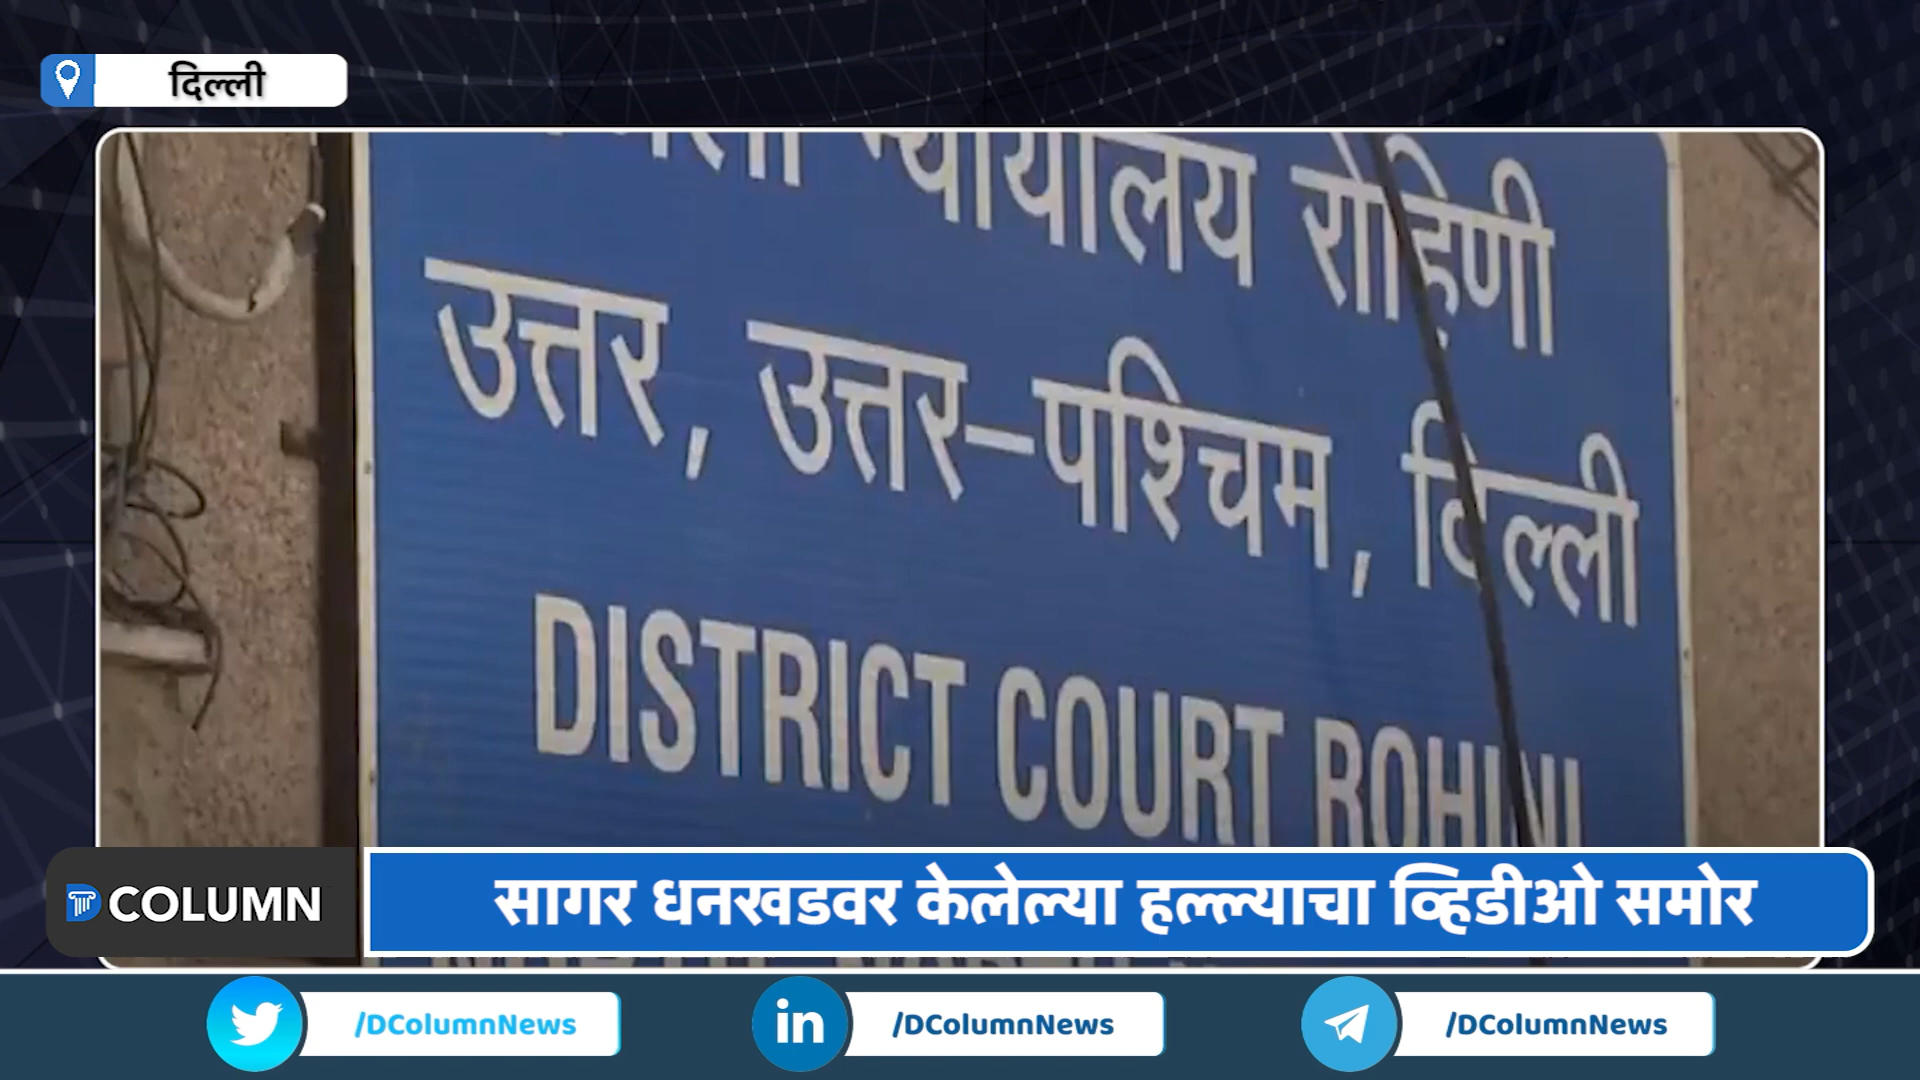 दिल्ली
न्यायालय रोहिणी
उत्तर, उत्तर–पश्चिम, दिल्ली
DISTRICT COURT ROHINI
COLUMN
सागर धनखडवर केलेल्या हल्ल्याचा व्हिडीओ समोर
/DColumnNews
/DColumnNews
/DColumnNews